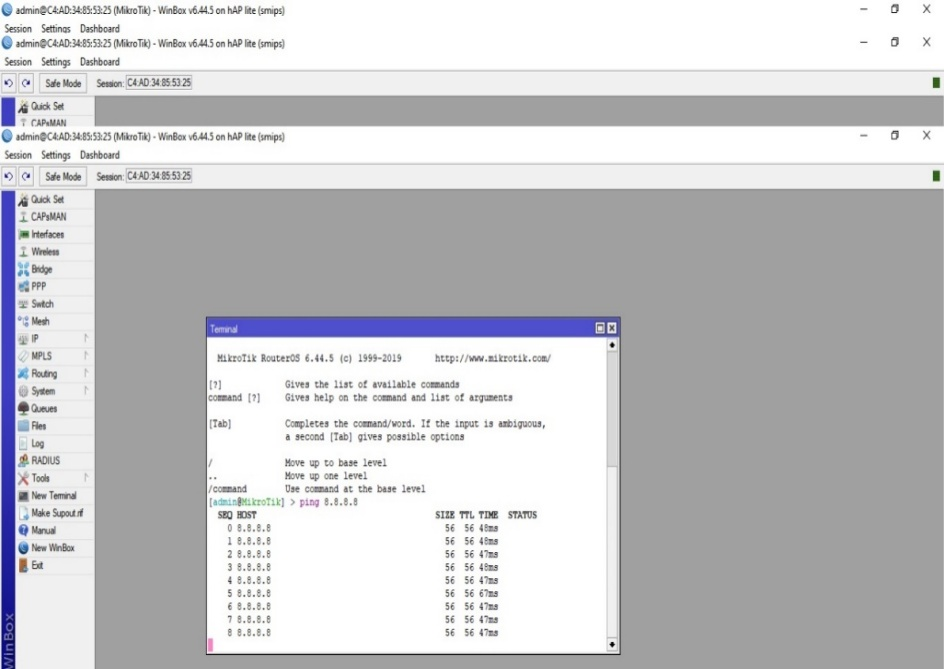 admin@C4:AD:34:85:53:25 (MikroTik) - WinBox v6.44.5 on hAP lite (smips)
Session Settings Dashboard
admin@C4:AD:34:85:53:25 (MikroTik) - WinBox v6.44.5 on hAP lite (smips)
Session Settings Dashboard
Safe Mode Session: C4:AD:34:85:53:25
Quick Set
CAPsMAN
admin@C4:AD:34:85:53:25 (MikroTik) - WinBox v6.44.5 on hAP lite (smips)
Session Settings Dashboard
Safe Mode Session: C4:AD:34:85:53:25
Quick Set
CAPsMAN
Interfaces
Wireless
Bridge
PPP
Switch
Mesh
IP
MPLS
Routing
System
Queues
Files
Log
RADIUS
Tools
New Terminal
Make Supout.rif
Manual
New WinBox
Exit
WinBox
Terminal
MikroTik RouterOS 6.44.5 (c) 1999-2019 http://www.mikrotik.com/
[?] Gives the list of available commands
command [?] Gives help on the command and list of arguments
[Tab] Completes the command/word. If the input is ambiguous,
a second [Tab] gives possible options
/ Move up to base level
.. Move up one level
/command Use command at the base level
[admin@MikroTik] > ping 8.8.8.8
SEQ HOST SIZE TTL TIME STATUS
0 8.8.8.8 56 56 48ms
1 8.8.8.8 56 56 48ms
2 8.8.8.8 56 56 47ms
3 8.8.8.8 56 56 48ms
4 8.8.8.8 56 56 47ms
5 8.8.8.8 56 56 67ms
6 8.8.8.8 56 56 47ms
7 8.8.8.8 56 56 47ms
8 8.8.8.8 56 56 47ms